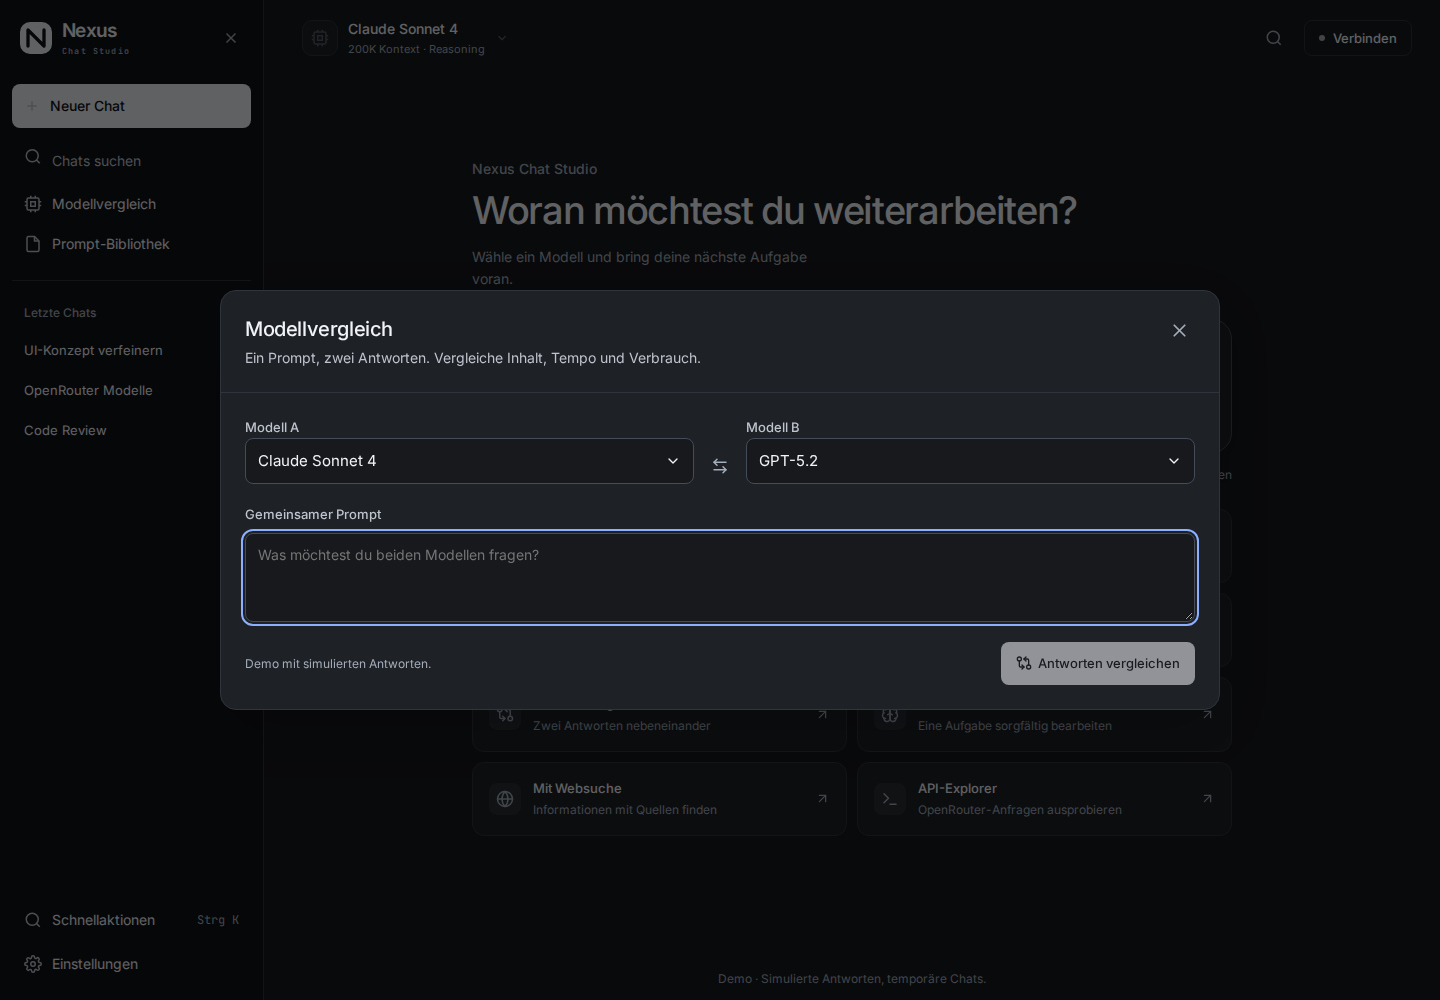 Nexus
Chat Studio
Neuer Chat
Chats suchen
Modellvergleich
Prompt-Bibliothek
Letzte Chats
UI-Konzept verfeinern
OpenRouter Modelle
Code Review
Schnellaktionen
Strg K
Einstellungen
Claude Sonnet 4
200K Kontext · Reasoning
Verbinden
Nexus Chat Studio
Woran möchtest du weiterarbeiten?
Wähle ein Modell und bring deine nächste Aufgabe
voran.
Modellvergleich
Ein Prompt, zwei Antworten. Vergleiche Inhalt, Tempo und Verbrauch.
Modell A
Modell B
Claude Sonnet 4
GPT-5.2
Gemeinsamer Prompt
Was möchtest du beiden Modellen fragen?
Demo mit simulierten Antworten.
Antworten vergleichen
Zwei Antworten nebeneinander
Eine Aufgabe sorgfältig bearbeiten
Mit Websuche
Informationen mit Quellen finden
API-Explorer
OpenRouter-Anfragen ausprobieren
Demo · Simulierte Antworten, temporäre Chats.